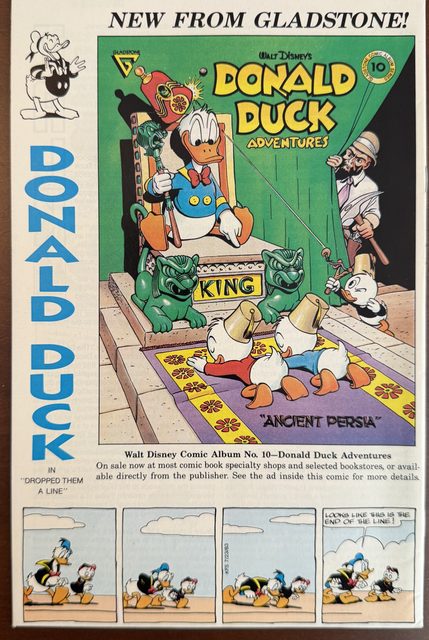 NEW FROM GLADSTONE!
GLADSTONE
WALT DISNEY'S
DONALD
DUCK
ADVENTURES
10
KING
"ANCIENT PERSIA"
DONALD DUCK
IN
"DROPPED THEM
A LINE"
Walt Disney Comic Album No. 10—Donald Duck Adventures
On sale now at most comic book specialty shops and selected bookstores, or avail-
able directly from the publisher. See the ad inside this comic for more details.
LOOKS LIKE THIS IS THE
END OF THE LINE!